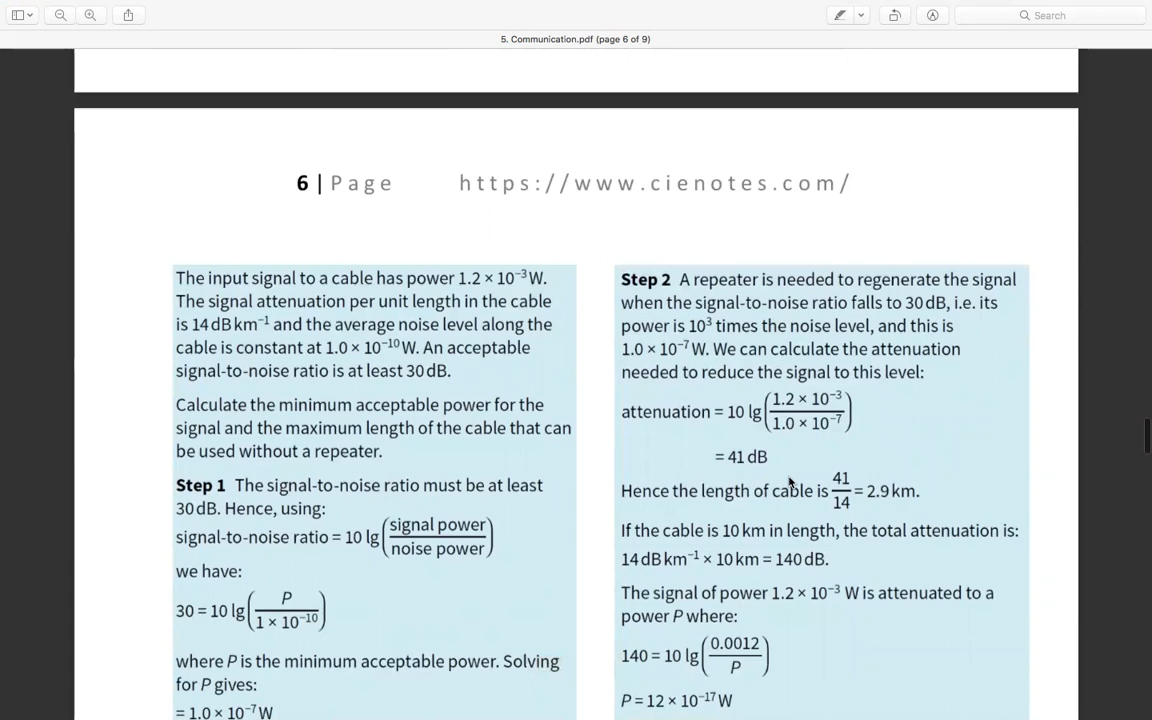 Search
5. Communication.pdf (page 6 of 9)
6 | Page https://www.cienotes.com/
The input signal to a cable has power 1.2 × 10⁻³ W.
The signal attenuation per unit length in the cable
is 14 dB km⁻¹ and the average noise level along the
cable is constant at 1.0 × 10⁻¹⁰ W. An acceptable
signal-to-noise ratio is at least 30 dB.
Calculate the minimum acceptable power for the
signal and the maximum length of the cable that can
be used without a repeater.
Step 1 The signal-to-noise ratio must be at least
30 dB. Hence, using:
signal-to-noise ratio = 10 lg(signal power/noise power)
we have:
30 = 10 lg(P/1 × 10⁻¹⁰)
where P is the minimum acceptable power. Solving
for P gives:
= 1.0 × 10⁻⁷ W
Step 2 A repeater is needed to regenerate the signal
when the signal-to-noise ratio falls to 30 dB, i.e. its
power is 10³ times the noise level, and this is
1.0 × 10⁻⁷ W. We can calculate the attenuation
needed to reduce the signal to this level:
attenuation = 10 lg(1.2 × 10⁻³/1.0 × 10⁻⁷)
= 41 dB
Hence the length of cable is 41/14 = 2.9 km.
If the cable is 10 km in length, the total attenuation is:
14 dB km⁻¹ × 10 km = 140 dB.
The signal of power 1.2 × 10⁻³ W is attenuated to a
power P where:
140 = 10 lg(0.0012/P)
P = 12 × 10⁻¹⁷ W